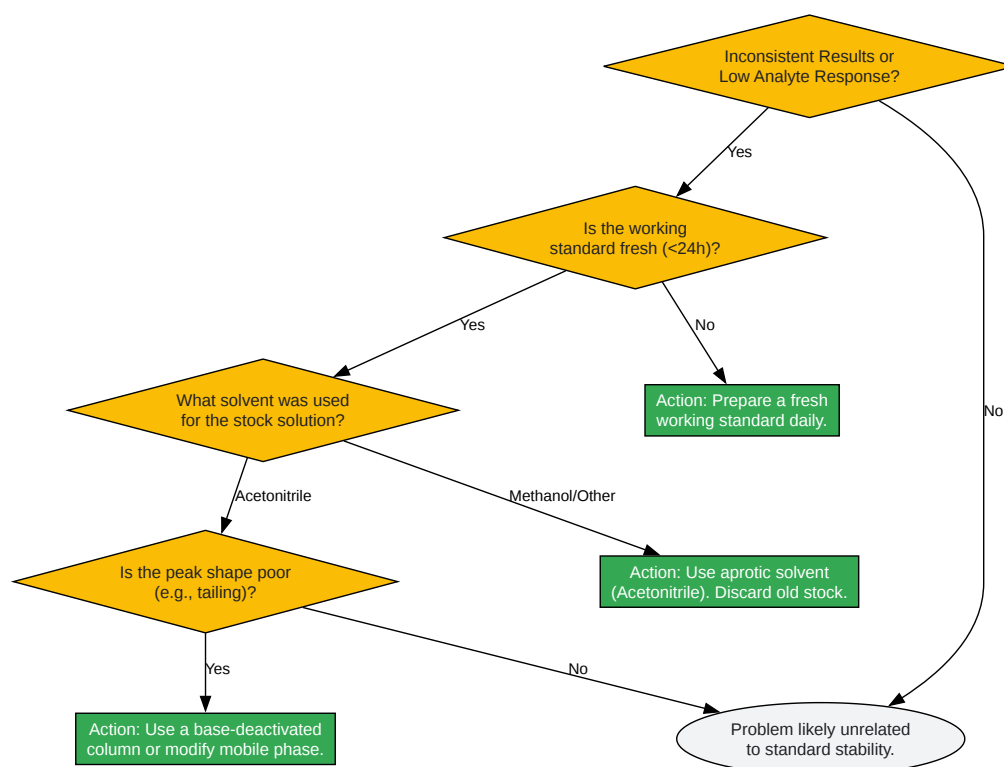 Inconsistent Results or
Low Analyte Response?
Yes
Is the working
standard fresh (<24h)?
Yes
No
What solvent was used
for the stock solution?
Action: Prepare a fresh
working standard daily.
No
Acetonitrile
Methanol/Other
Is the peak shape poor
(e.g., tailing)?
Action: Use aprotic solvent
(Acetonitrile). Discard old stock.
Yes
No
Action: Use a base-deactivated
column or modify mobile phase.
Problem likely unrelated
to standard stability.